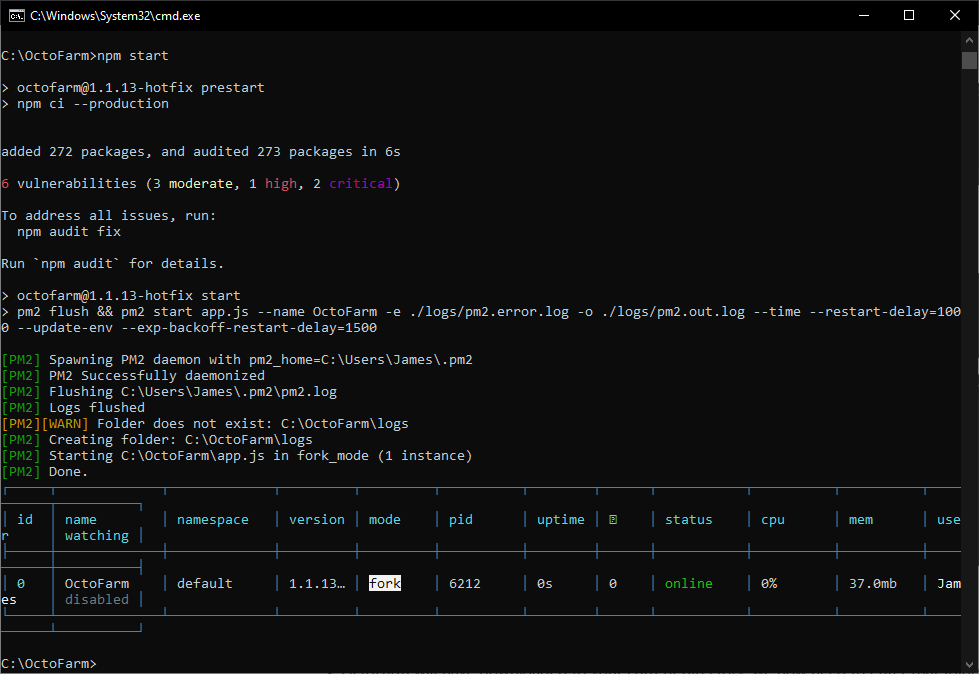 C:\Windows\System32\cmd.exe
C:\OctoFarm>npm start
> octofarm@1.1.13-hotfix prestart
> npm ci --production
added 272 packages, and audited 273 packages in 6s
6 vulnerabilities (3 moderate, 1 high, 2 critical)
To address all issues, run:
npm audit fix
Run `npm audit` for details.
> octofarm@1.1.13-hotfix start
> pm2 flush && pm2 start app.js --name OctoFarm -e ./logs/pm2.error.log -o ./logs/pm2.out.log --time --restart-delay=100
0 --update-env --exp-backoff-restart-delay=1500
[PM2] Spawning PM2 daemon with pm2_home=C:\Users\James\.pm2
[PM2] PM2 Successfully daemonized
[PM2] Flushing C:\Users\James\.pm2\pm2.log
[PM2] Logs flushed
[PM2][WARN] Folder does not exist: C:\OctoFarm\logs
[PM2] Creating folder: C:\OctoFarm\logs
[PM2] Starting C:\OctoFarm\app.js in fork_mode (1 instance)
[PM2] Done.
│ id │ name │ namespace │ version │ mode │ pid │ uptime │ │ status │ cpu │ mem │ use
r │ watching │
│ 0 │ OctoFarm │ default │ 1.1.13… │ fork │ 6212 │ 0s │ 0 │ online │ 0% │ 37.0mb │ Jam
es │ disabled │
C:\OctoFarm>